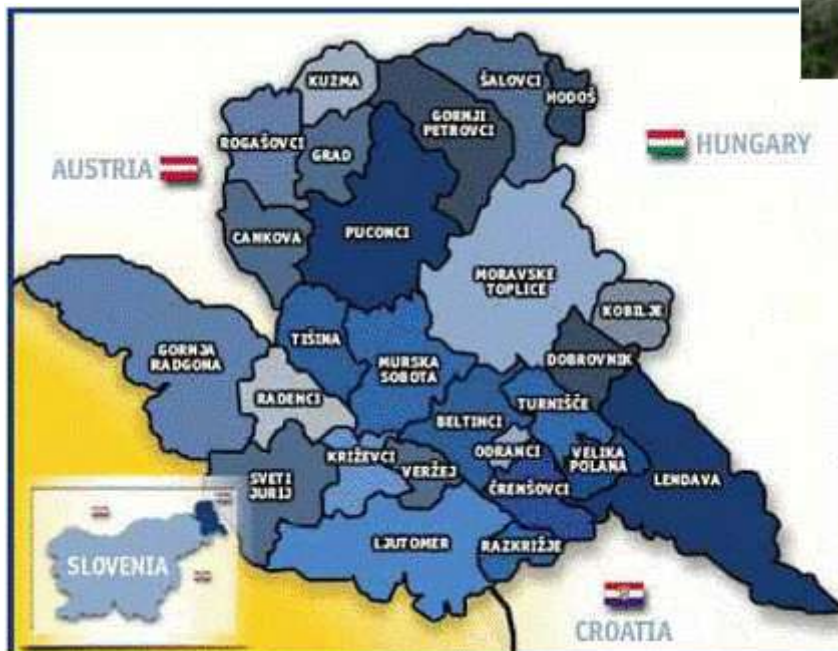 KUZMA
ŠALOVCI
HODOŠ
GORNJI
PETROVCI
ROGAŠOVCI
GRAD
AUSTRIA
HUNGARY
CANKOVA
PUCONCI
MORAVSKE
TOPLICE
KOBILJE
TIŠINA
GORNJA
RADGONA
MURSKA
SOBOTA
DOBROVNIK
RADENCI
TURNIŠČE
BELTINCI
KRIŽEVCI
VERŽEJ
ODRANCI
VELIKA
POLANA
SVETI
JURIJ
ČRENŠOVCI
LENDAVA
LJUTOMER
RAZKRIŽJE
SLOVENIA
CROATIA